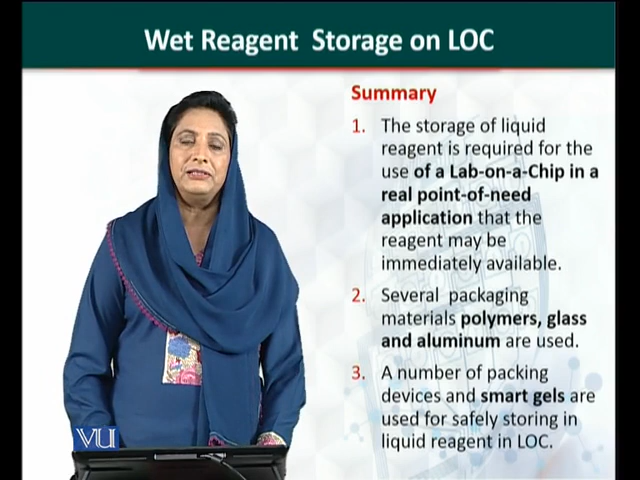 Wet Reagent Storage on LOC
Summary
1. The storage of liquid
reagent is required for the
use of a Lab-on-a-Chip in a
real point-of-need
application that the
reagent may be
immediately available.
2. Several packaging
materials polymers, glass
and aluminum are used.
3. A number of packing
devices and smart gels are
used for safely storing in
liquid reagent in LOC.
VU